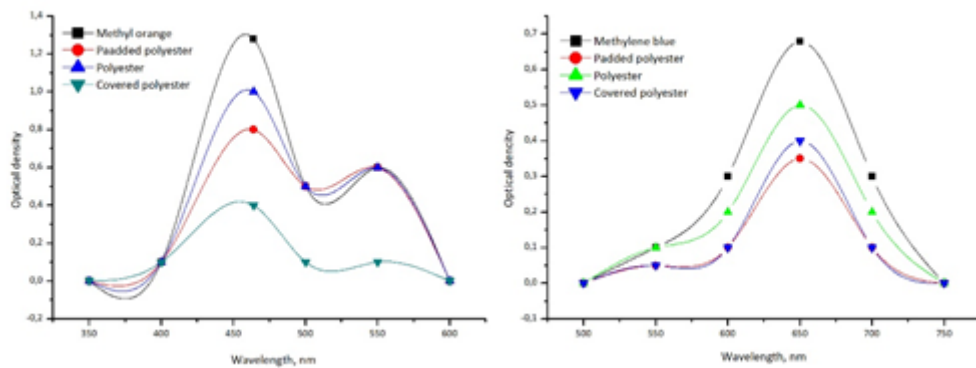 1,4
1,2
1,0
0,8
0,6
0,4
0,2
0,0
-0,2
Optical density
Methyl orange
Paadded polyester
Polyester
Covered polyester
350
400
450
500
550
600
Wavelength, nm
0,7
0,5
0,4
0,3
0,2
0,1
0,0
-0,1
Optical dencity
Methylene blue
Padded polyester
Polyester
Covered polyester
500
550
600
650
700
750
Wavelength, nm